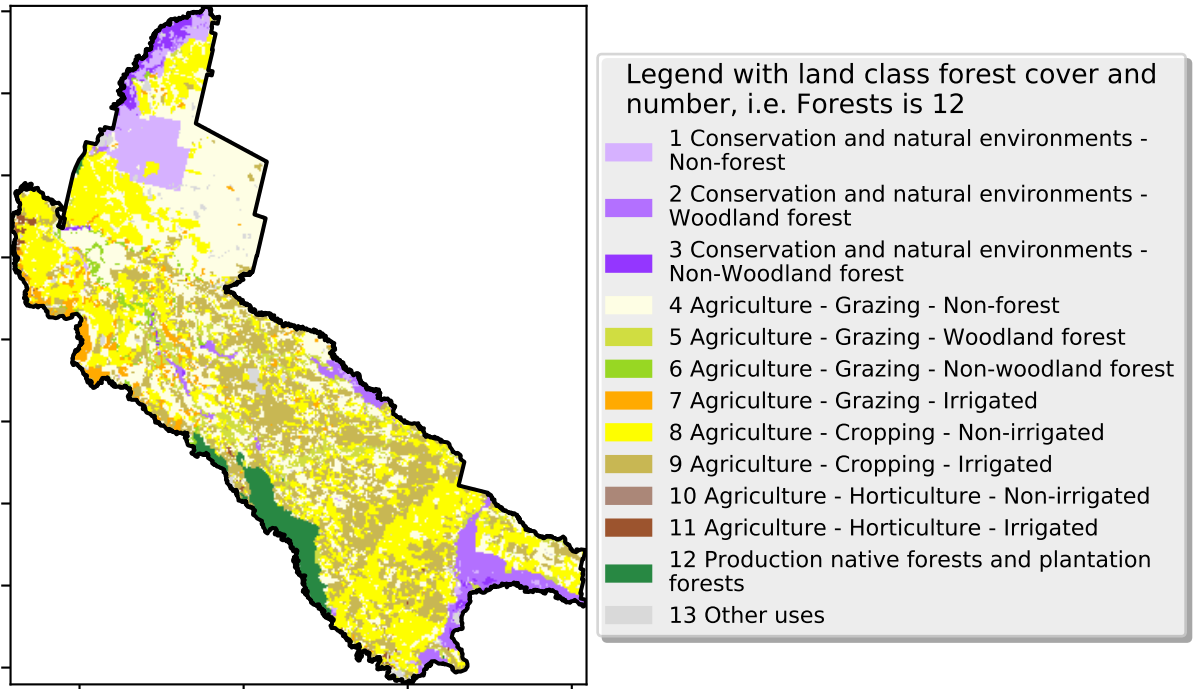 Legend with land class forest cover and
number, i.e. Forests is 12
1 Conservation and natural environments -
Non-forest
2 Conservation and natural environments -
Woodland forest
3 Conservation and natural environments -
Non-Woodland forest
4 Agriculture - Grazing - Non-forest
5 Agriculture - Grazing - Woodland forest
6 Agriculture - Grazing - Non-woodland forest
7 Agriculture - Grazing - Irrigated
8 Agriculture - Cropping - Non-irrigated
9 Agriculture - Cropping - Irrigated
10 Agriculture - Horticulture - Non-irrigated
11 Agriculture - Horticulture - Irrigated
12 Production native forests and plantation
forests
13 Other uses